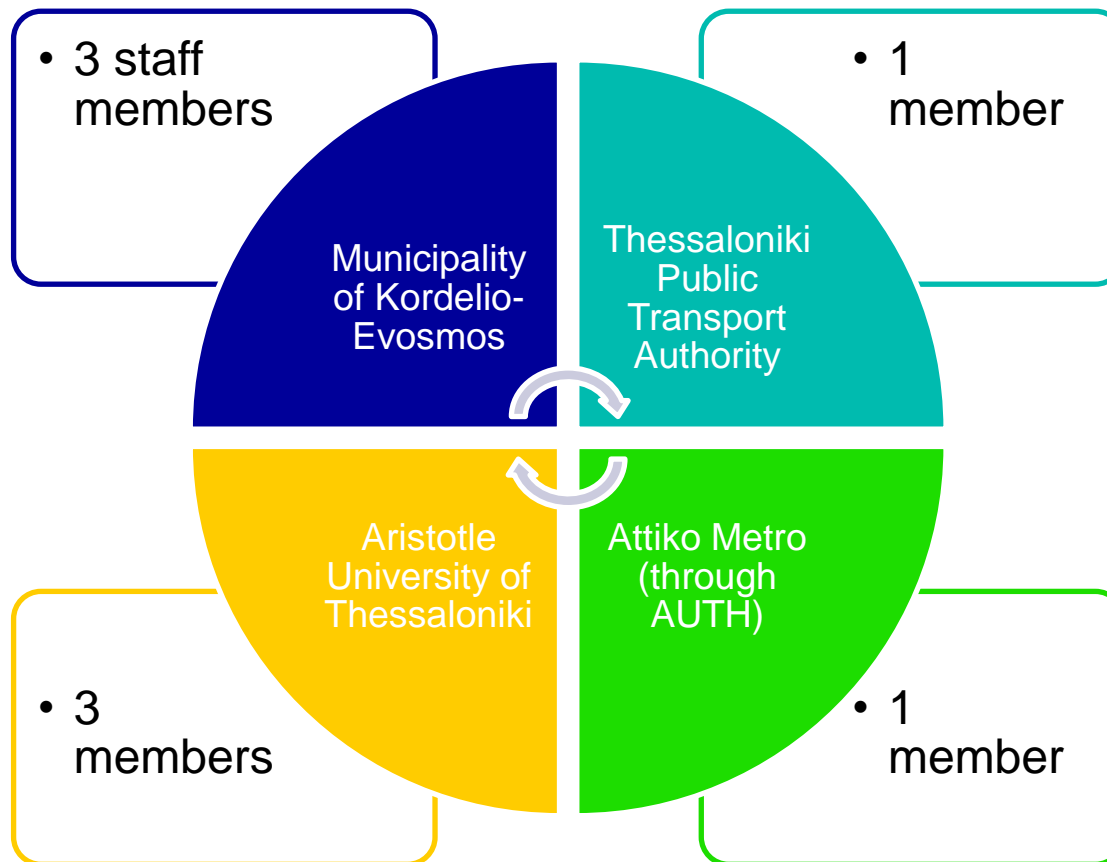 • 3 staff
members
• 1
member
Municipality
of Kordelio-
Evosmos
Thessaloniki
Public
Transport
Authority
Aristotle
University of
Thessaloniki
Attiko Metro
(through
AUTH)
• 3
members
• 1
member